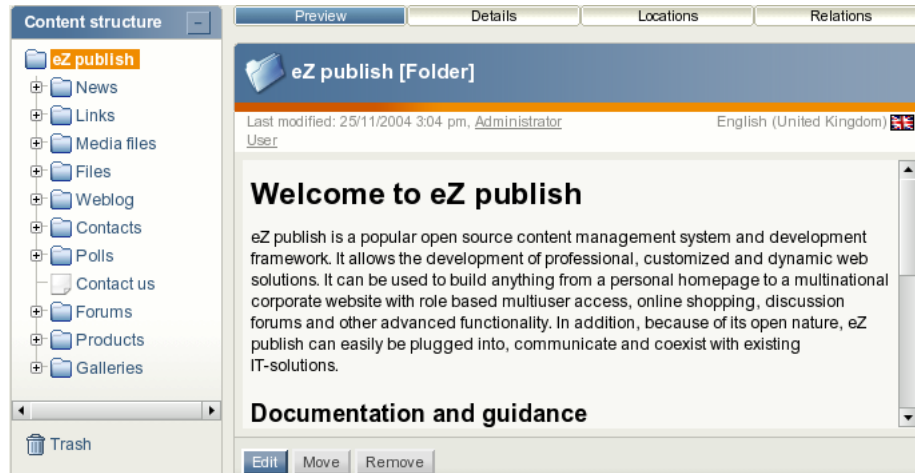 Content structure
eZ publish
News
Links
Media files
Files
Weblog
Contacts
Polls
Contact us
Forums
Products
Galleries
Trash
Preview
Details
Locations
Relations
eZ publish [Folder]
Last modified: 25/11/2004 3:04 pm, Administrator
User
English (United Kingdom)
Welcome to eZ publish
eZ publish is a popular open source content management system and development
framework. It allows the development of professional, customized and dynamic web
solutions. It can be used to build anything from a personal homepage to a multinational
corporate website with role based multiuser access, online shopping, discussion
forums and other advanced functionality. In addition, because of its open nature, eZ
publish can easily be plugged into, communicate and coexist with existing
IT-solutions.
Documentation and guidance
Edit
Move
Remove